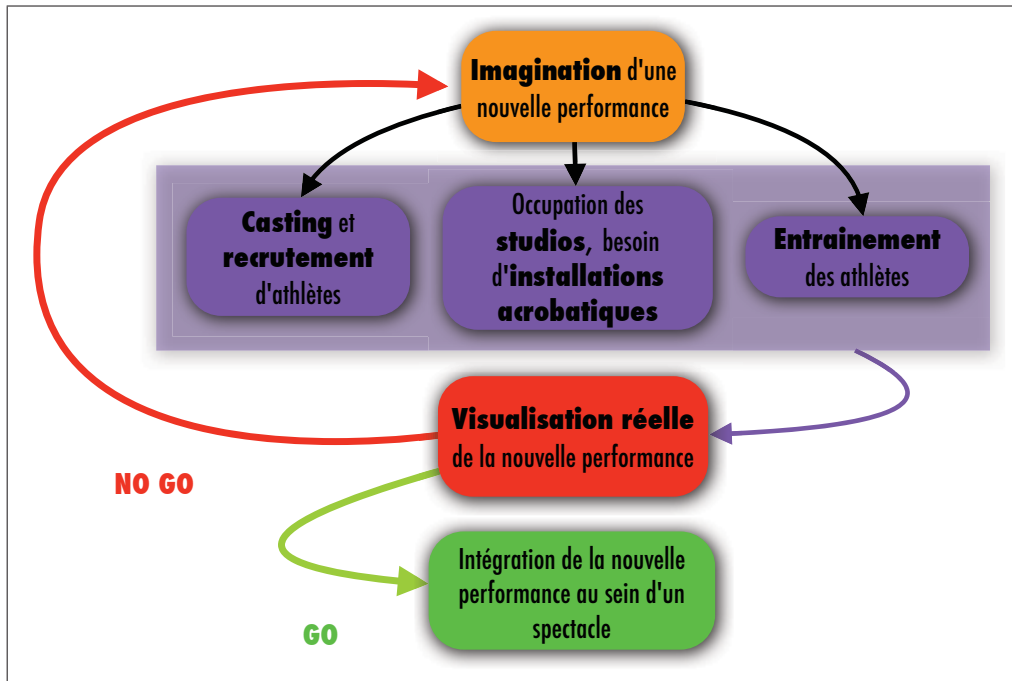 Imagination d'une
nouvelle performance
Casting et
recrutement
d'athlètes
Occupation des
studios, besoin
d'installations
acrobatiques
Entrainement
des athlètes
Visualisation réelle
de la nouvelle performance
NO GO
Intégration de la nouvelle
performance au sein d'un
spectacle
GO